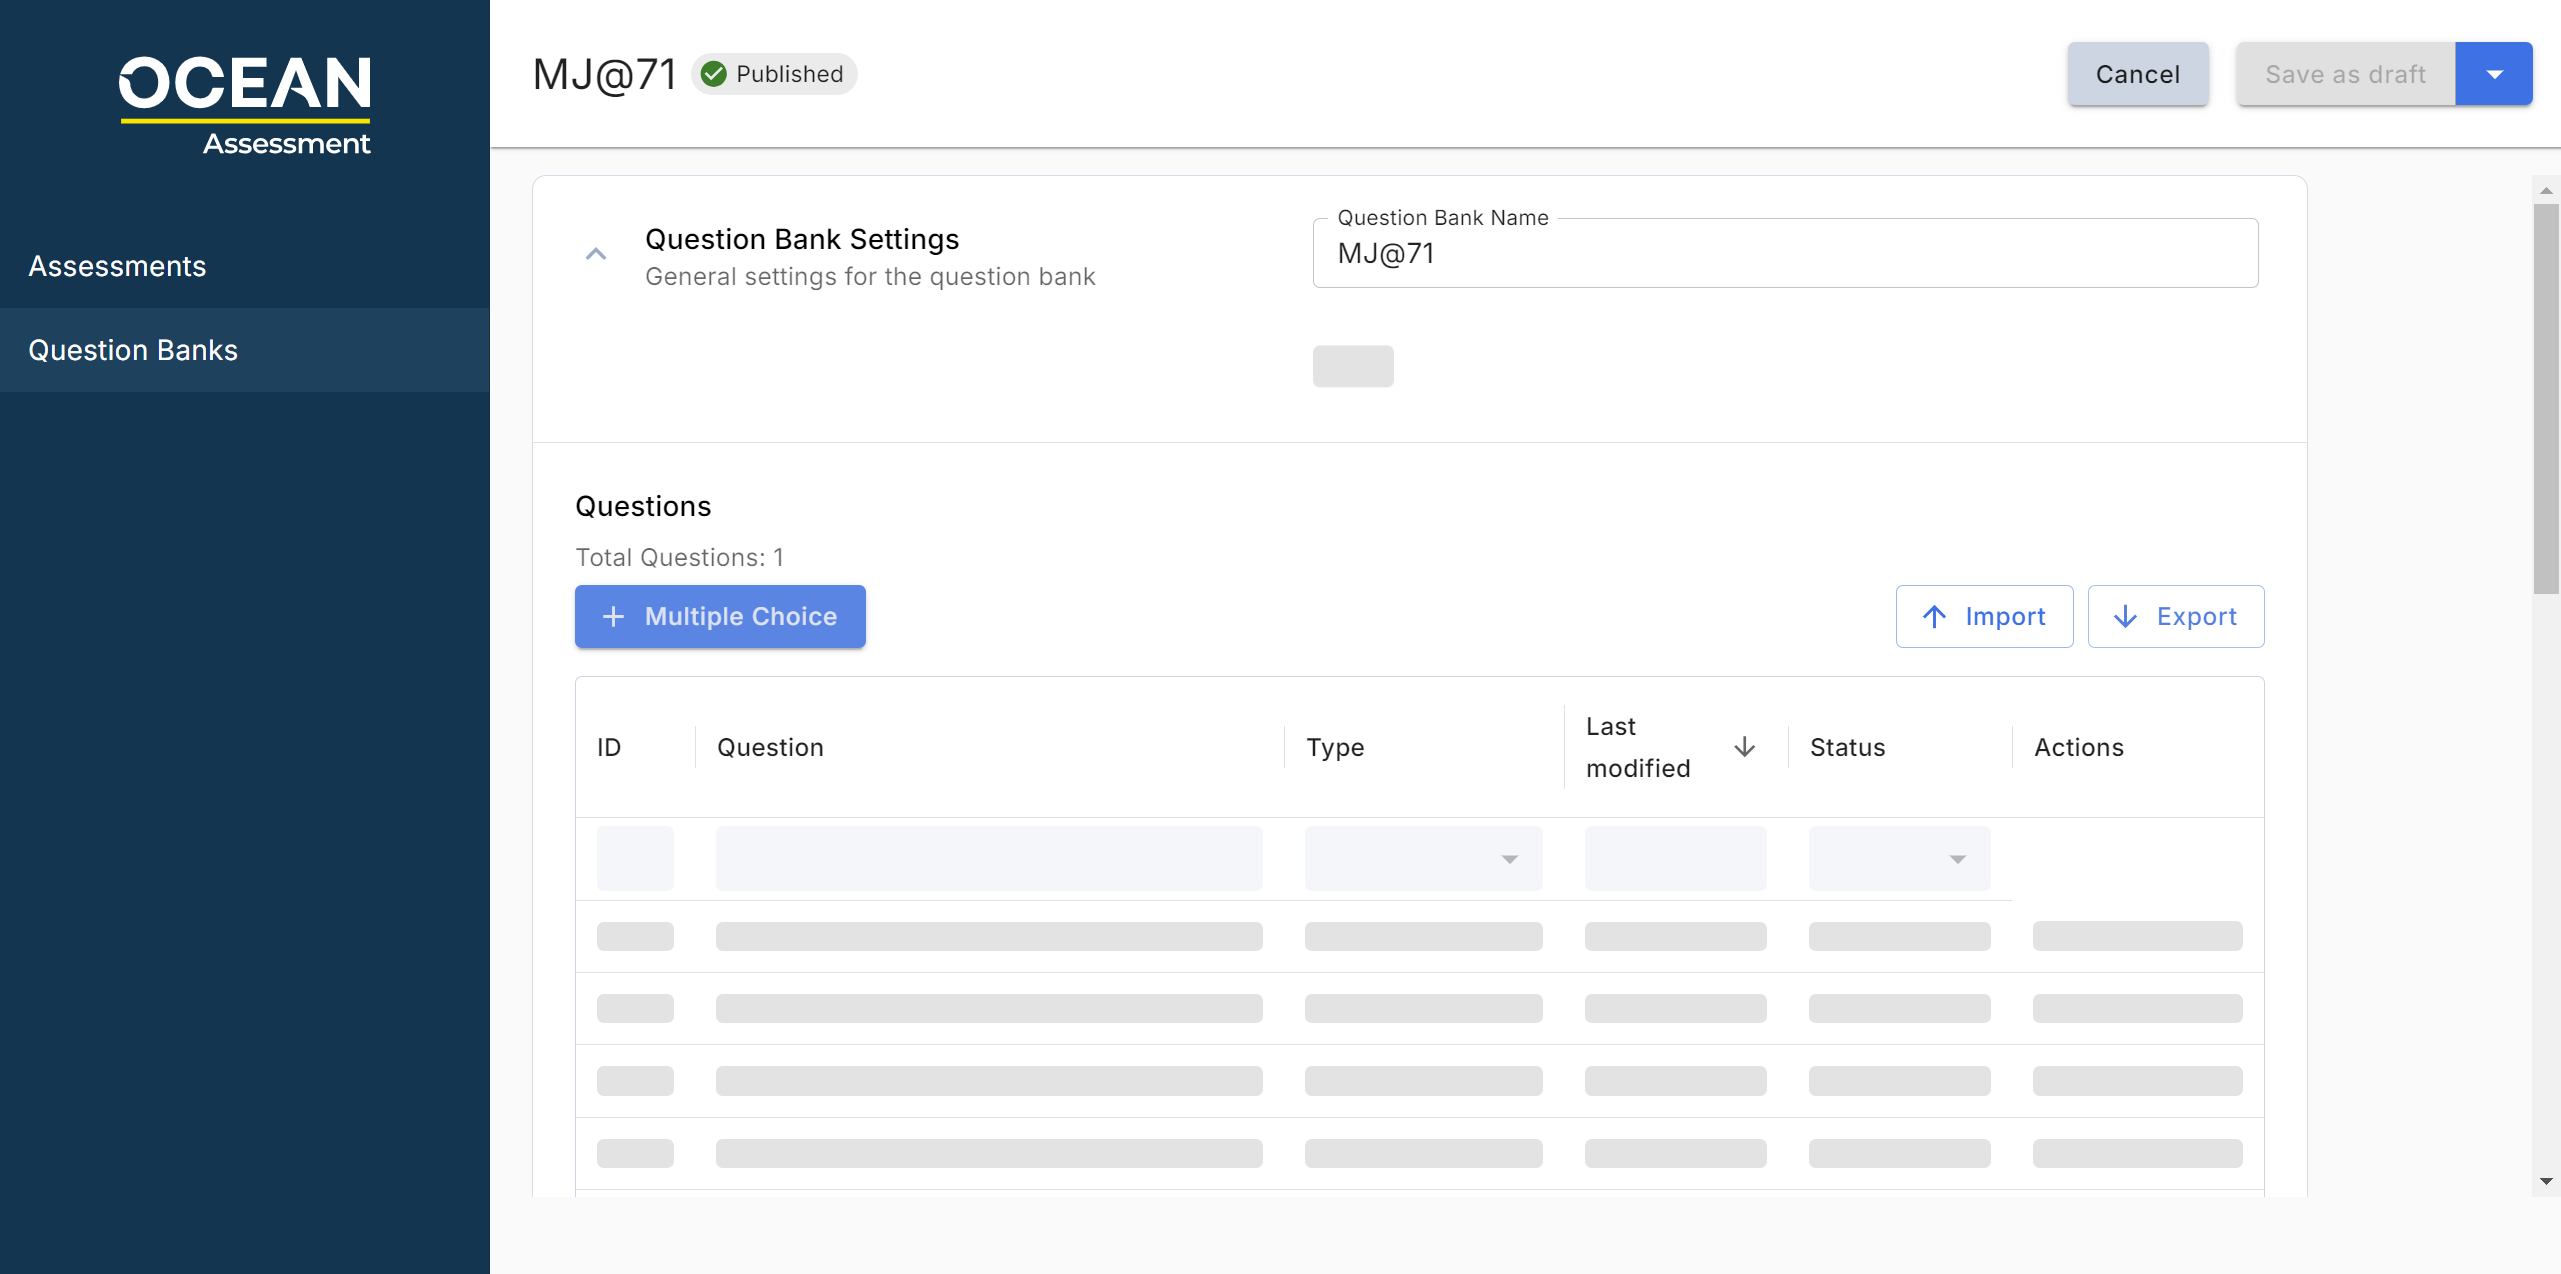 OCEAN
Assessment
Assessments
Question Banks
MJ@71
Published
Cancel
Save as draft
Question Bank Settings
General settings for the question bank
Question Bank Name
MJ@71
Questions
Total Questions: 1
Multiple Choice
Import
Export
ID
Question
Type
Last
modified
Status
Actions